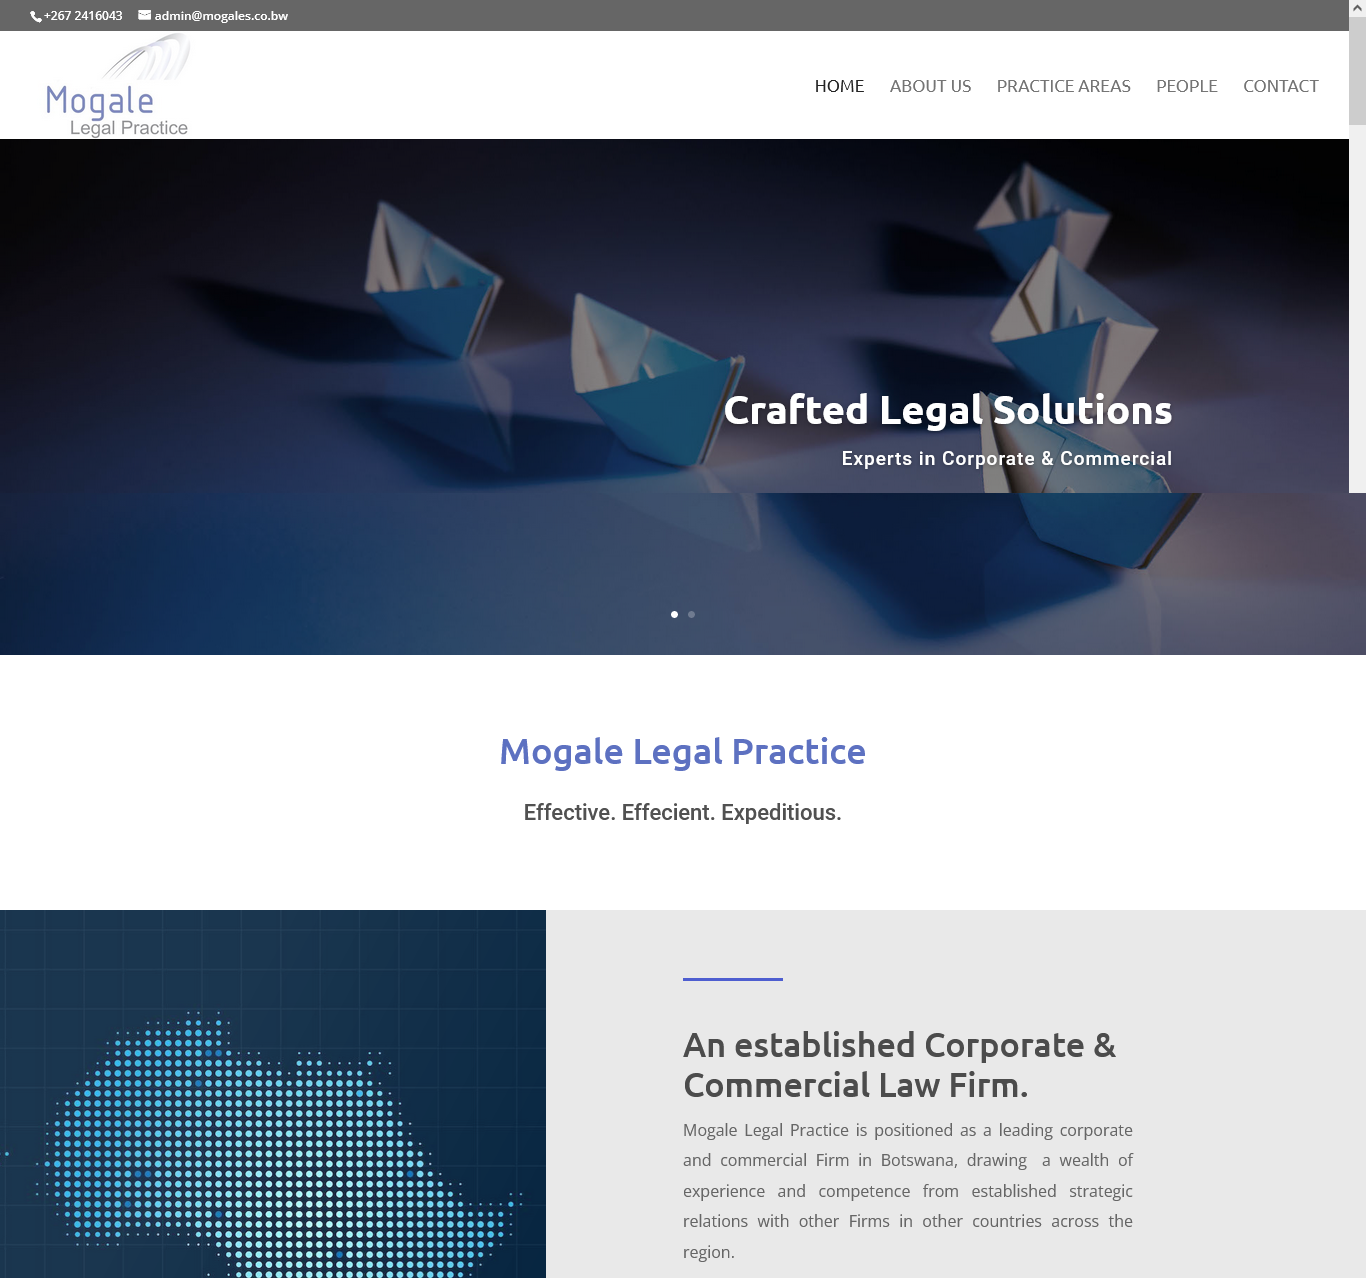 +267 2416043 admin@mogales.co.bw
Mogale
Legal Practice
HOME ABOUT US PRACTICE AREAS PEOPLE CONTACT
Crafted Legal Solutions
Experts in Corporate & Commercial
Mogale Legal Practice
Effective. Effecient. Expeditious.
An established Corporate &
Commercial Law Firm.
Mogale Legal Practice is positioned as a leading corporate
and commercial Firm in Botswana, drawing a wealth of
experience and competence from established strategic
relations with other Firms in other countries across the
region.